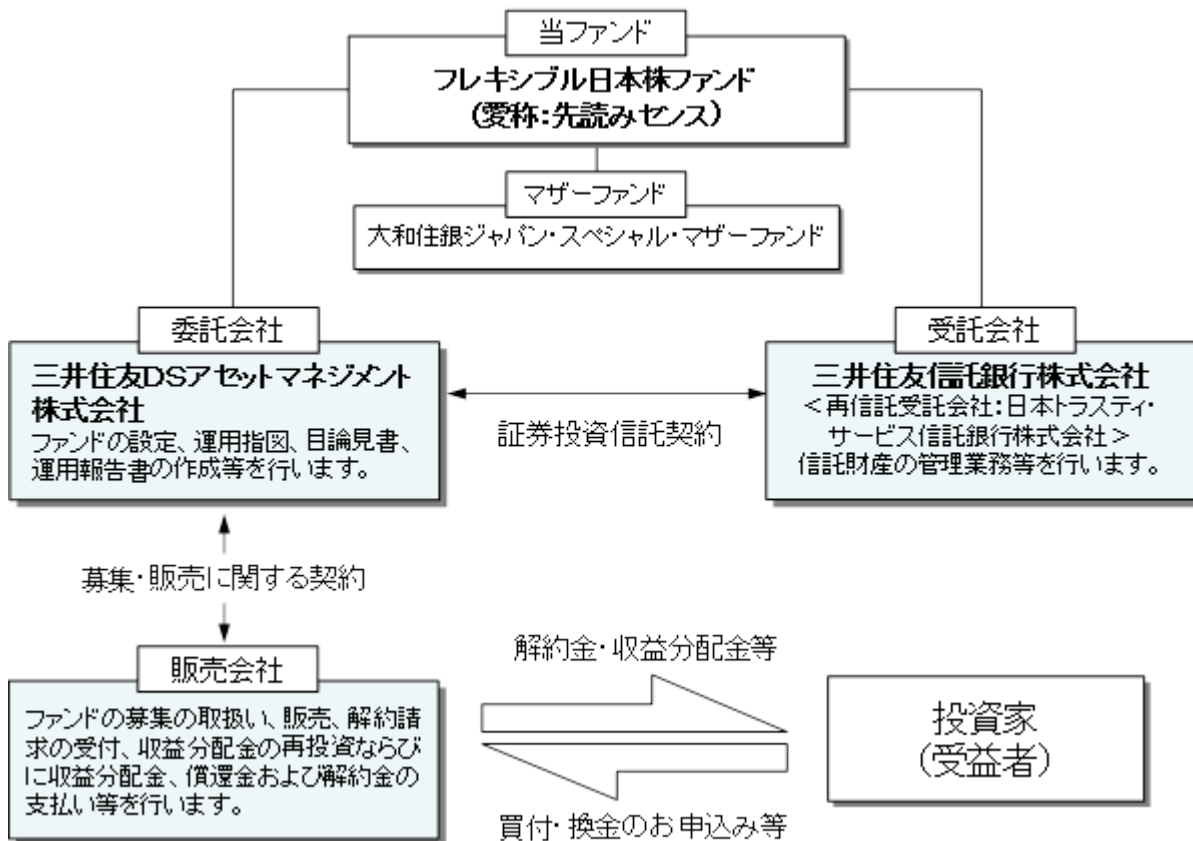 当ファンド
フレキシブル日本株ファンド
(愛称:先読みセンス)
マザーファンド
大和住銀ジャパン・スペシャル・マザーファンド
委託会社
三井住友DSアセットマネジメント
株式会社
ファンドの設定、運用指図、目論見書、
運用報告書の作成等を行います。
証券投資信託契約
受託会社
三井住友信託銀行株式会社
<再信託受託会社:日本トラスティ・
サービス信託銀行株式会社>
信託財産の管理業務等を行います。
募集・販売に関する契約
販売会社
ファンドの募集の取扱い、販売、解約請
求の受付、収益分配金の再投資ならび
に収益分配金、償還金および解約金の
支払い等を行います。
解約金・収益分配金等
買付・換金のお申込み等
投資家
(受益者)